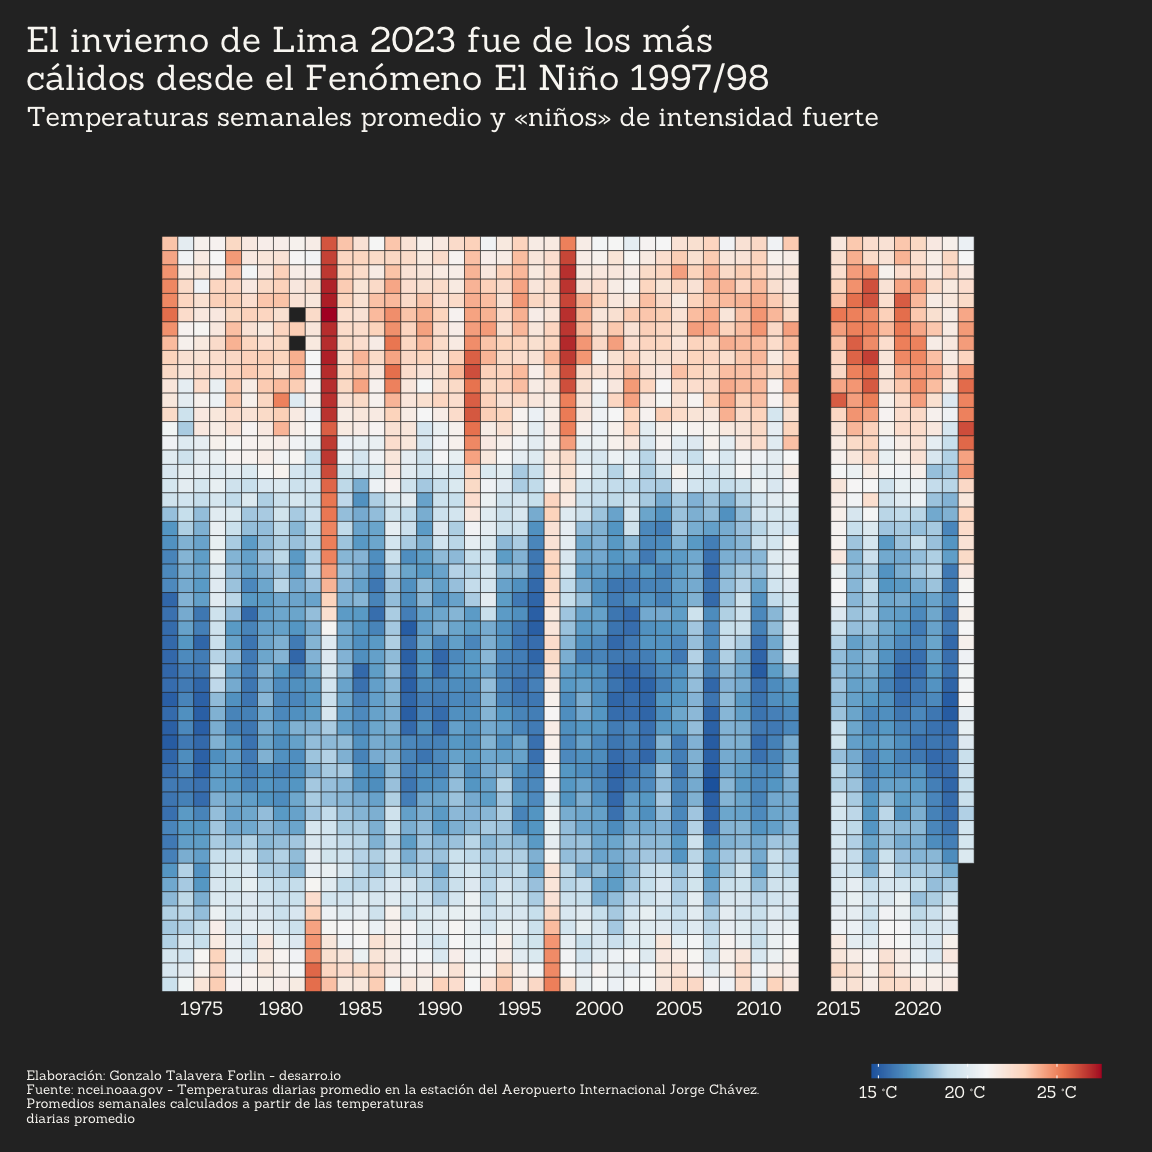 El invierno de Lima 2023 fue de los más
cálidos desde el Fenómeno El Niño 1997/98
Temperaturas semanales promedio y «niños» de intensidad fuerte
1975 1980 1985 1990 1995 2000 2005 2010 2015 2020
Elaboración: Gonzalo Talavera Forlin - desarro.io
Fuente: ncei.noaa.gov - Temperaturas diarias promedio en la estación del Aeropuerto Internacional Jorge Chávez.
Promedios semanales calculados a partir de las temperaturas
diarias promedio
15 °C 20 °C 25 °C